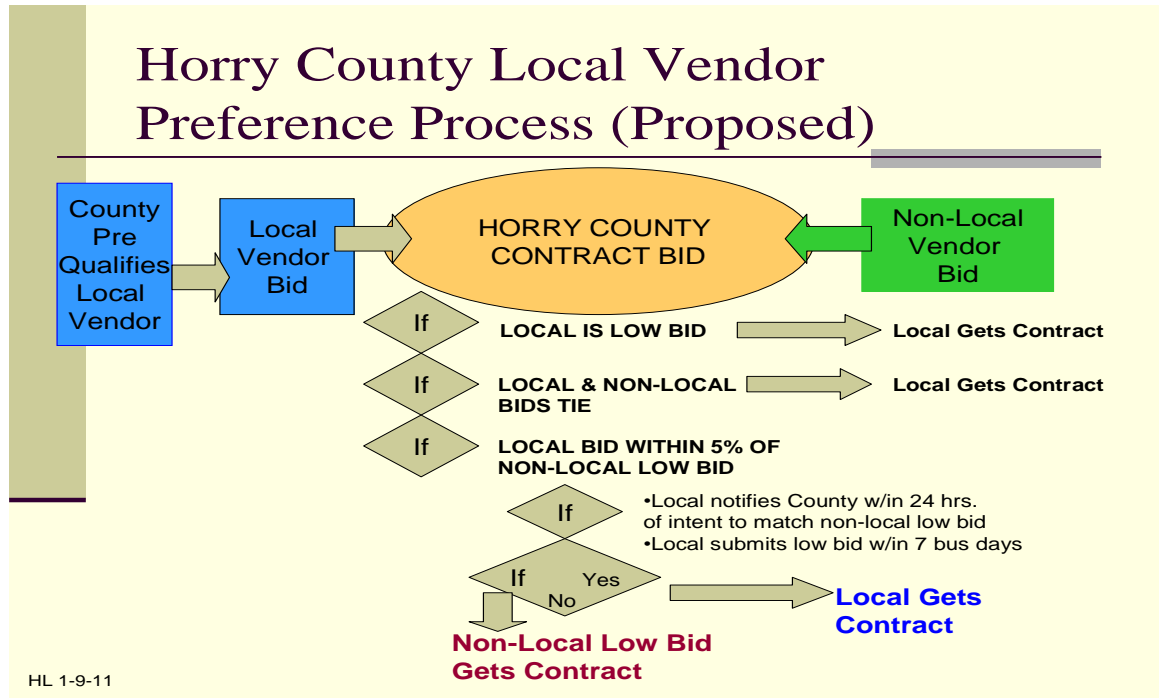 Horry County Local Vendor
Preference Process (Proposed)
County
Pre
Qualifies
Local
Vendor
Local
Vendor
Bid
HORRY COUNTY
CONTRACT BID
Non-Local
Vendor
Bid
If
LOCAL IS LOW BID
Local Gets Contract
If
LOCAL & NON-LOCAL
BIDS TIE
Local Gets Contract
If
LOCAL BID WITHIN 5% OF
NON-LOCAL LOW BID
If
•Local notifies County w/in 24 hrs.
of intent to match non-local low bid
•Local submits low bid w/in 7 bus days
If
Yes
No
Local Gets
Contract
Non-Local Low Bid
Gets Contract
HL 1-9-11